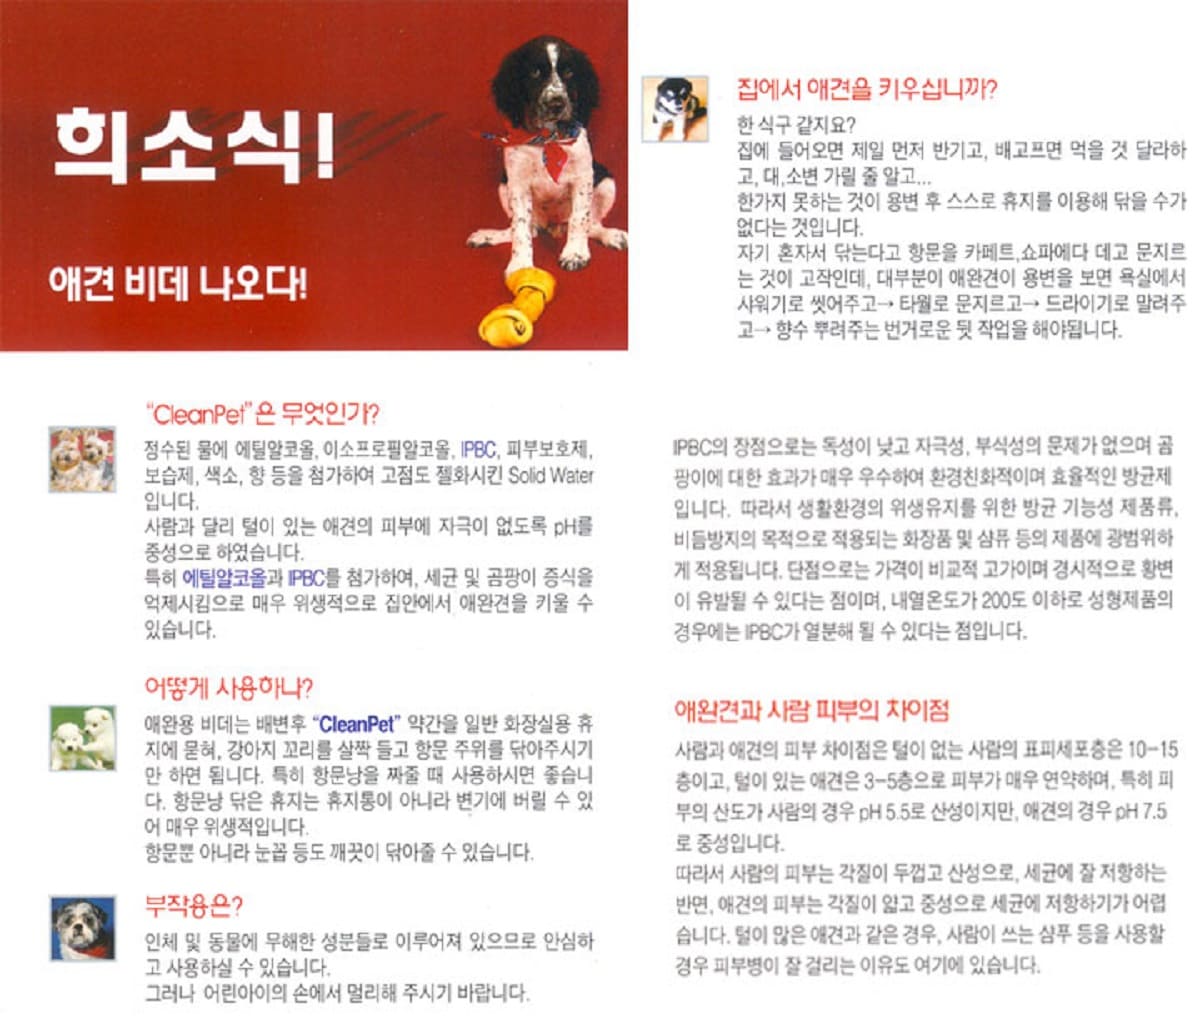 희소식!
애견 비데 나오다!
집에서 애견을 키우십니까?
한 식구 같지요?
집에 들어오면 제일 먼저 반기고, 배고프면 먹을 것 달라하
고, 대,소변 가릴 줄 알고...
한가지 못하는 것이 용변 후 스스로 휴지를 이용해 닦을 수가
없다는 것입니다.
자기 혼자서 닦는다고 항문을 카페트,쇼파에다 데고 문지르
는 것이 고작인데, 대부분이 애완견이 용변을 보면 욕실에서
샤워기로 씻어주고→ 타월로 문지르고→ 드라이기로 말려주
고→ 향수 뿌려주는 번거로운 뒷 작업을 해야됩니다.
“CleanPet”은 무엇인가?
정수된 물에 에틸알코올, 이소프로필알코올, IPBC, 피부보호제,
보습제, 색소, 향 등을 첨가하여 고점도 젤화시킨 Solid Water
입니다.
사람과 달리 털이 있는 애견의 피부에 자극이 없도록 pH를
중성으로 하였습니다.
특히 에틸알코올과 IPBC를 첨가하여, 세균 및 곰팡이 증식을
억제시킴으로 매우 위생적으로 집안에서 애완견을 키울 수
있습니다.
어떻게 사용하나?
애완용 비데는 배변후 “CleanPet” 약간을 일반 화장실용 휴
지에 묻혀, 강아지 꼬리를 살짝 들고 항문 주위를 닦아주시기
만 하면 됩니다. 특히 항문낭을 짜줄 때 사용하시면 좋습니
다. 항문낭 닦은 휴지는 휴지통이 아니라 변기에 버릴 수 있
어 매우 위생적입니다.
항문뿐 아니라 눈꼽 등도 깨끗이 닦아줄 수 있습니다.
부작용은?
인체 및 동물에 무해한 성분들로 이루어져 있으므로 안심하
고 사용하실 수 있습니다.
그러나 어린아이의 손에서 멀리해 주시기 바랍니다.
IPBC의 장점으로는 독성이 낮고 자극성, 부식성의 문제가 없으며 곰
팡이에 대한 효과가 매우 우수하여 환경친화적이며 효율적인 방균제
입니다. 따라서 생활환경의 위생유지를 위한 방균 기능성 제품류,
비듬방지의 목적으로 적용되는 화장품 및 샴퓨 등의 제품에 광범위하
게 적용됩니다. 단점으로는 가격이 비교적 고가이며 경시적으로 황변
이 유발될 수 있다는 점이며, 내열온도가 200도 이하로 성형제품의
경우에는 IPBC가 열분해 될 수 있다는 점입니다.
애완견과 사람 피부의 차이점
사람과 애견의 피부 차이점은 털이 없는 사람의 표피세포층은 10-15
층이고, 털이 있는 애견은 3-5층으로 피부가 매우 연약하며, 특히 피
부의 산도가 사람의 경우 pH 5.5로 산성이지만, 애견의 경우 pH 7.5
로 중성입니다.
따라서 사람의 피부는 각질이 두껍고 산성으로, 세균에 잘 저항하는
반면, 애견의 피부는 각질이 얇고 중성으로 세균에 저항하기가 어렵
습니다. 털이 많은 애견과 같은 경우, 사람이 쓰는 샴푸 등을 사용할
경우 피부병이 잘 걸리는 이유도 여기에 있습니다.